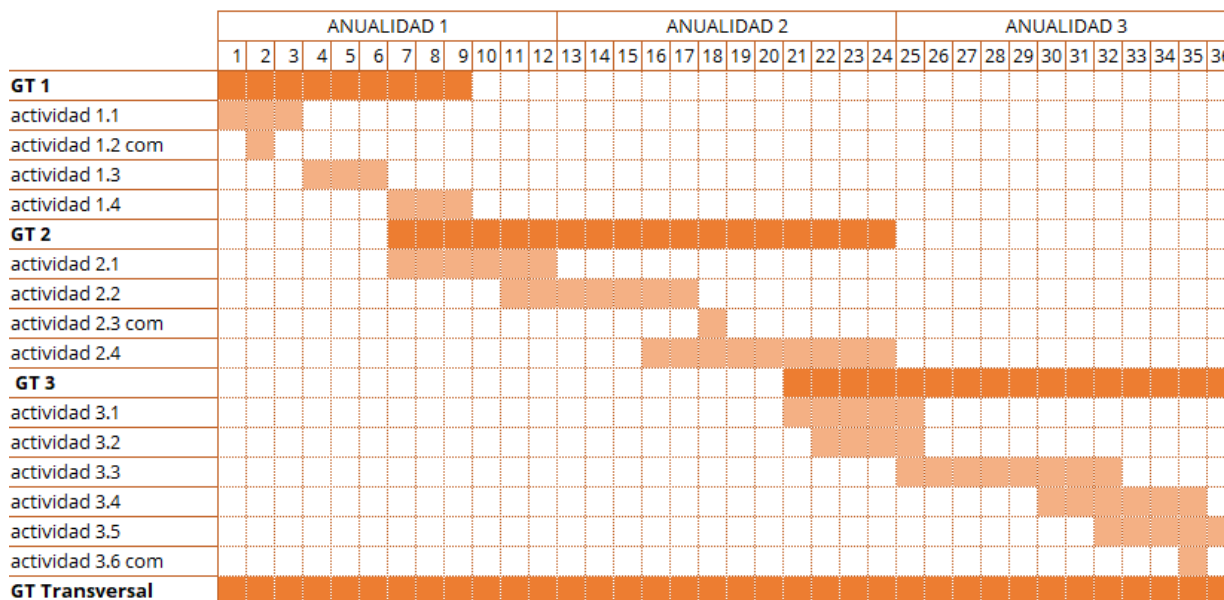 ANUALIDAD 1 ANUALIDAD 2 ANUALIDAD 3
1 2 3 4 5 6 7 8 9 10 11 12 13 14 15 16 17 18 19 20 21 22 23 24 25 26 27 28 29 30 31 32 33 34 35 36
GT 1
actividad 1.1
actividad 1.2 com
actividad 1.3
actividad 1.4
GT 2
actividad 2.1
actividad 2.2
actividad 2.3 com
actividad 2.4
GT 3
actividad 3.1
actividad 3.2
actividad 3.3
actividad 3.4
actividad 3.5
actividad 3.6 com
GT Transversal